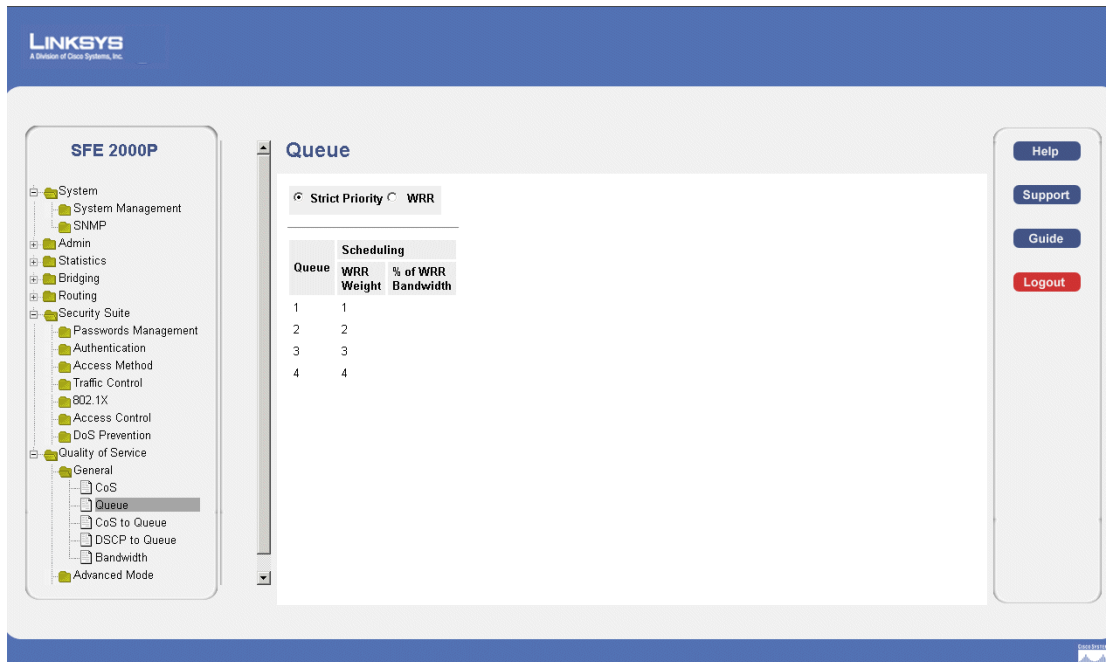 LINKSYS
A Division of Cisco Systems, Inc.
SFE 2000P
System
System Management
SNMP
Admin
Statistics
Bridging
Routing
Security Suite
Passwords Management
Authentication
Access Method
Traffic Control
802.1X
Access Control
DoS Prevention
Quality of Service
General
CoS
Queue
CoS to Queue
DSCP to Queue
Bandwidth
Advanced Mode
Queue
Strict Priority WRR
Queue Scheduling
WRR Weight % of WRR Bandwidth
1 1
2 2
3 3
4 4
Help
Support
Guide
Logout